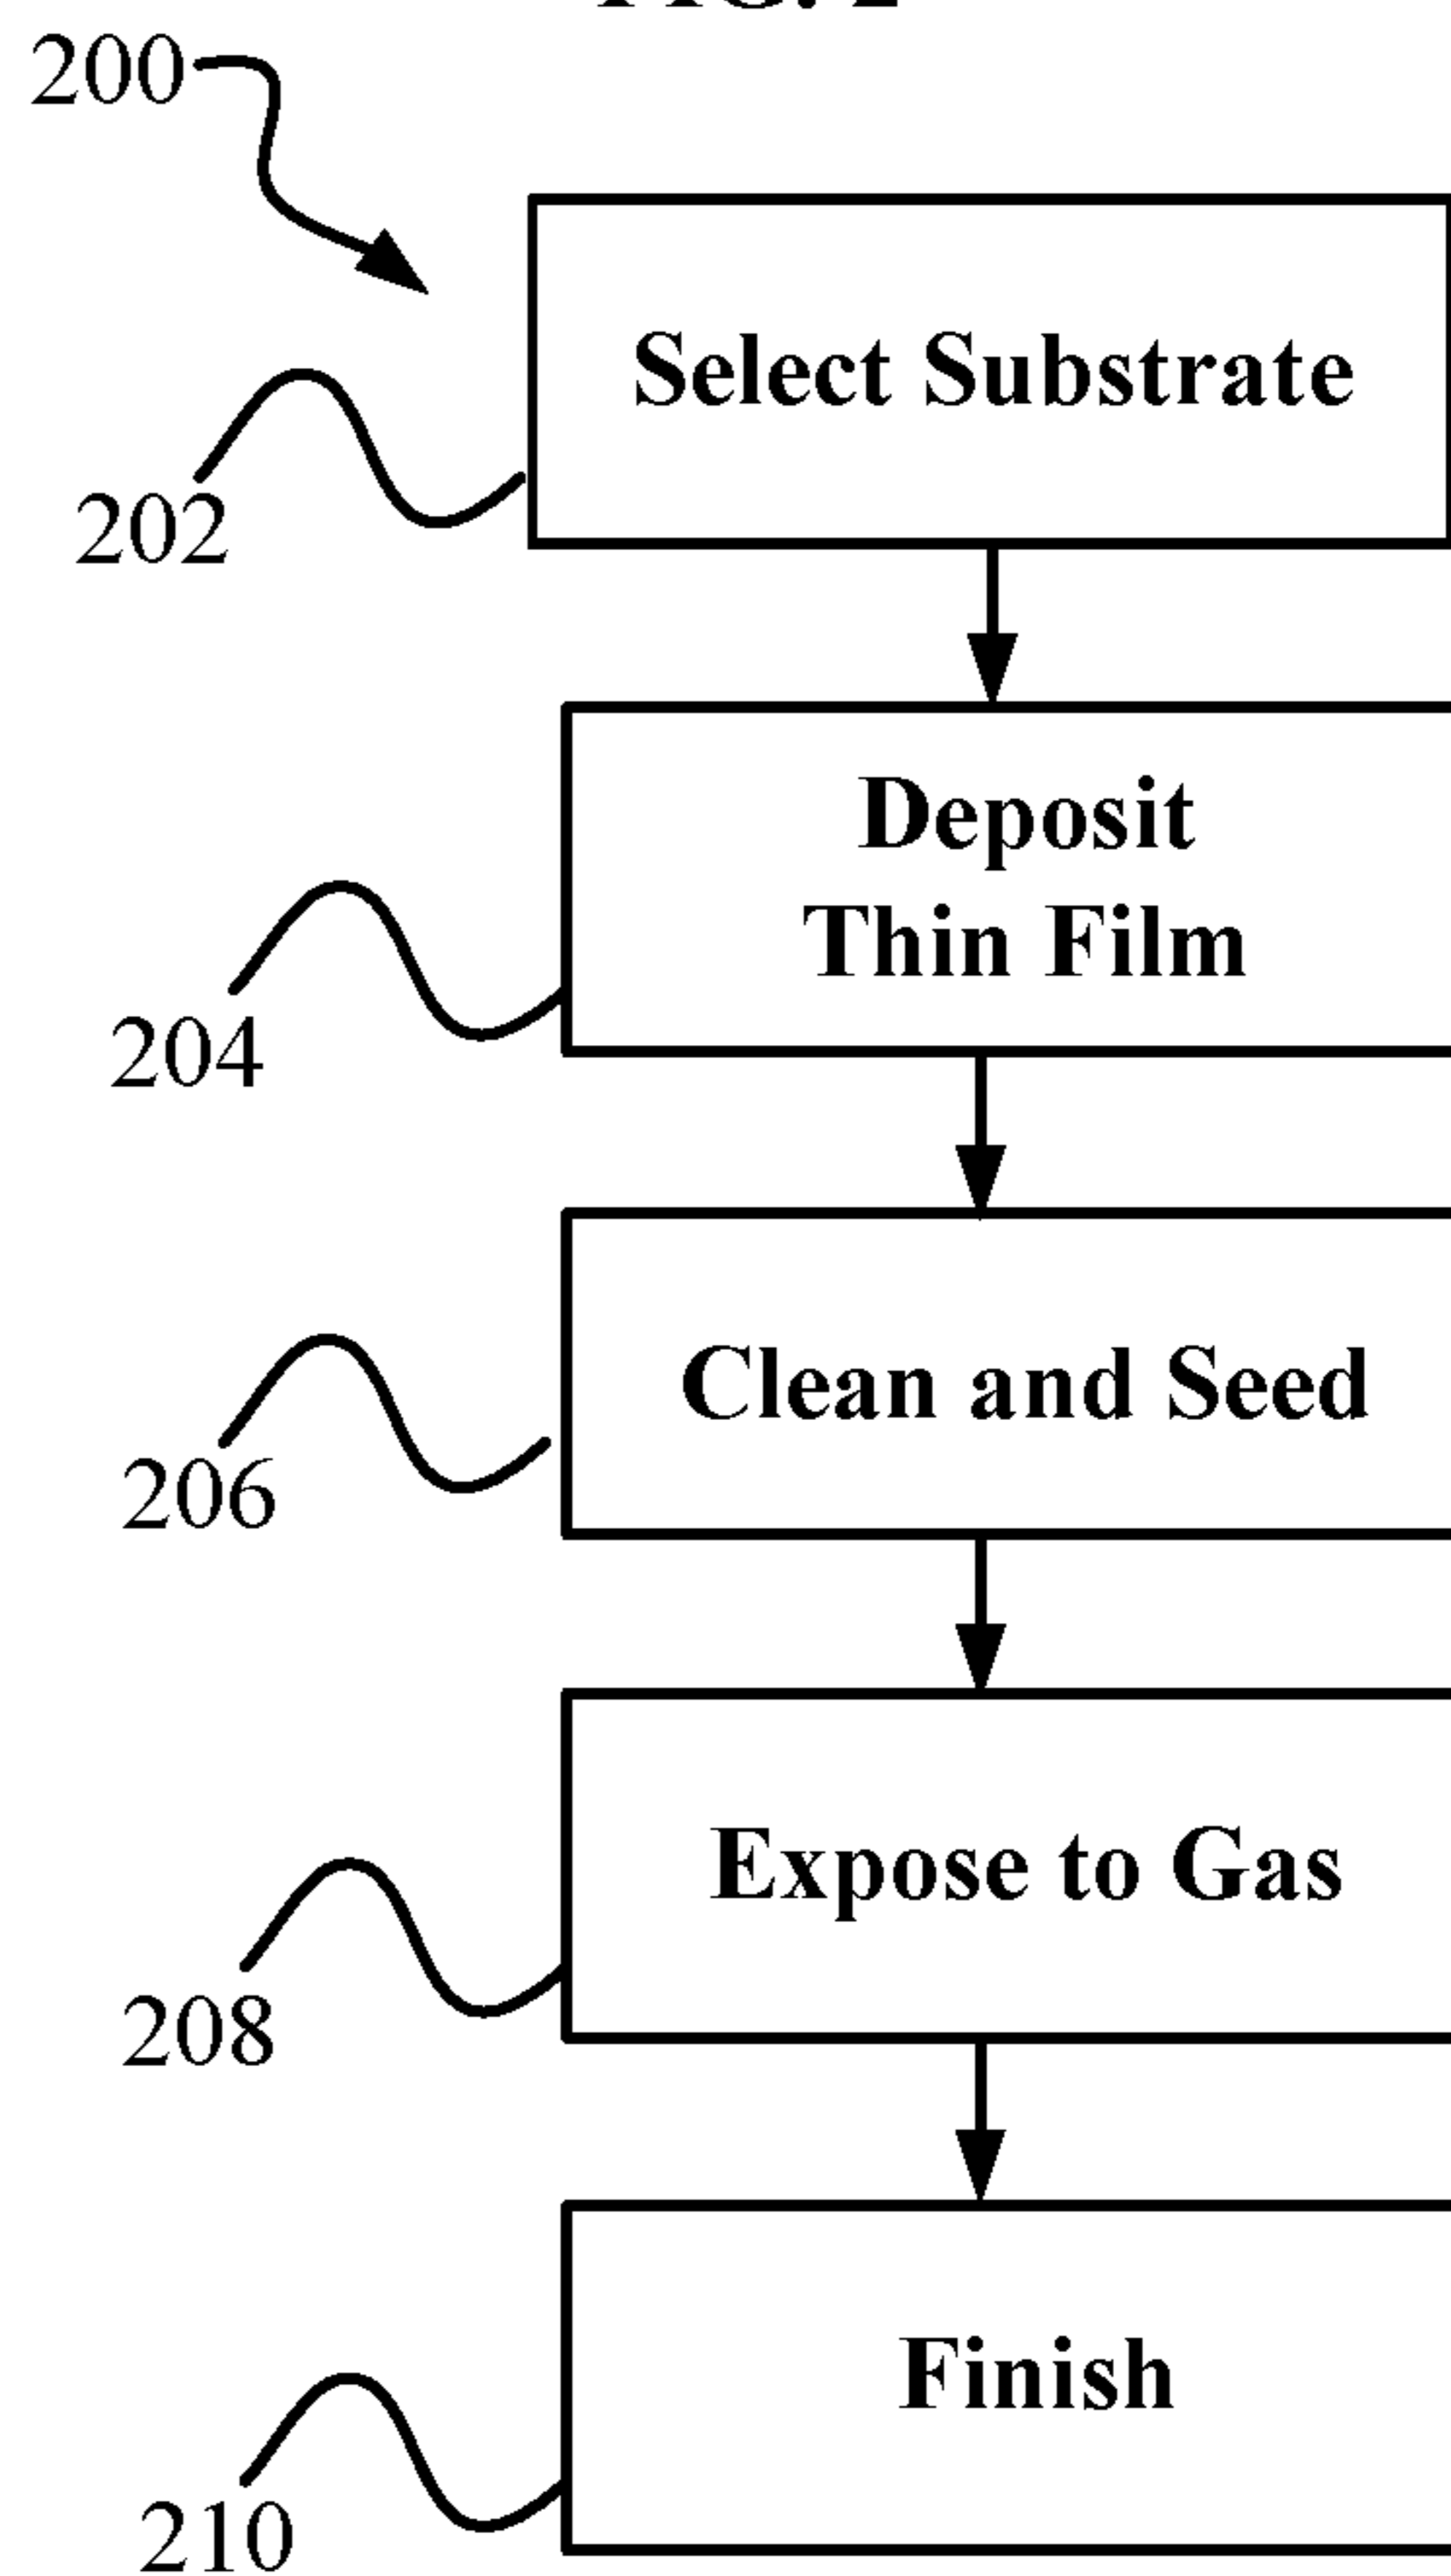 200
Select Substrate
202
Deposit
Thin Film
204
Clean and Seed
206
Expose to Gas
208
Finish
210